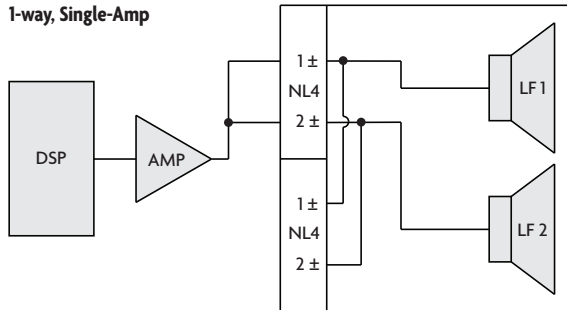 1-way, Single-Amp
1 ±
NL4
2 ±
LF 1
DSP
AMP
1 ±
NL4
2 ±
LF 2